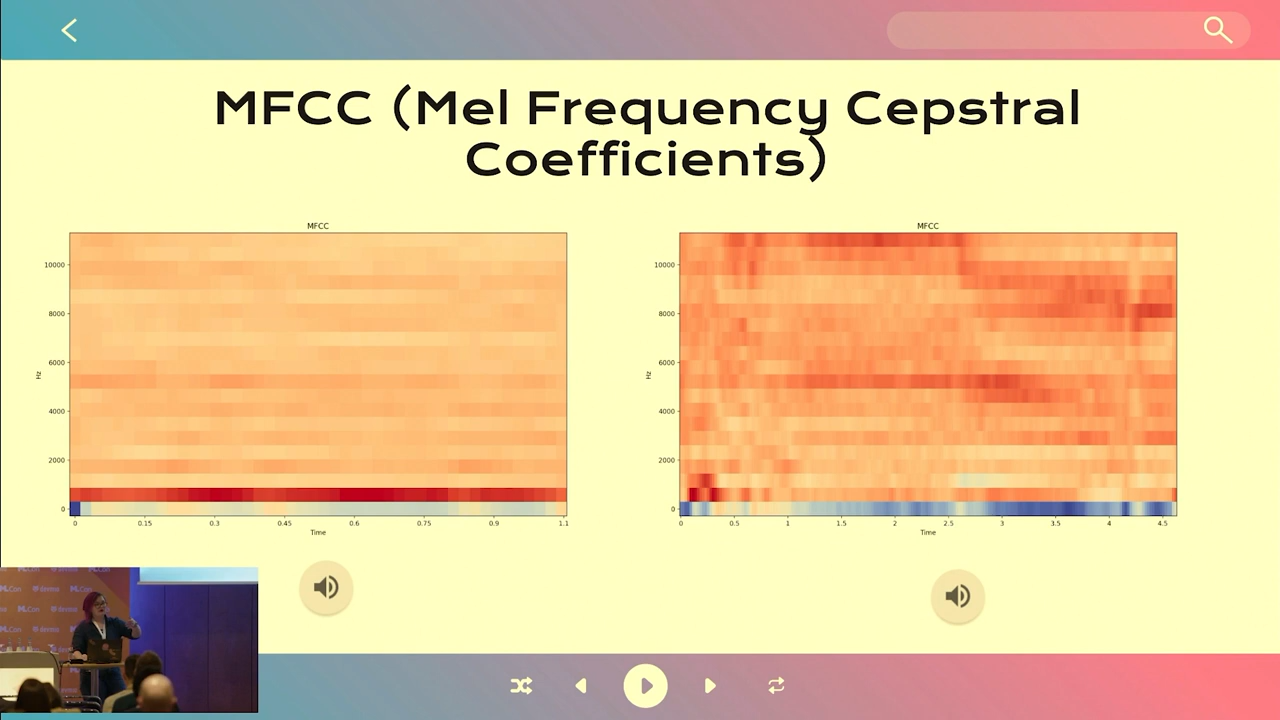 MFCC (Mel Frequency Cepstral
Coefficients)
MFCC
10000
8000
6000
4000
2000
0
Hz
0 0.15 0.3 0.45 0.6 0.75 0.9 1.1
Time
MFCC
10000
8000
6000
4000
2000
0
Hz
0 0.5 1 1.5 2 2.5 3 3.5 4 4.5
Time